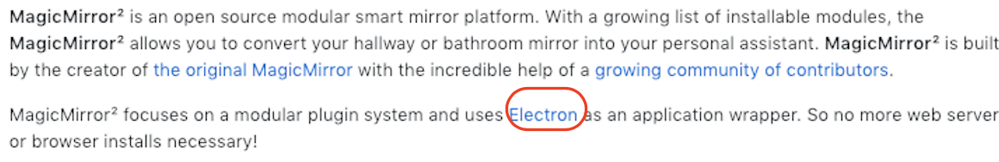 MagicMirror² is an open source modular smart mirror platform. With a growing list of installable modules, the
MagicMirror² allows you to convert your hallway or bathroom mirror into your personal assistant. MagicMirror² is built
by the creator of the original MagicMirror with the incredible help of a growing community of contributors.
MagicMirror² focuses on a modular plugin system and uses Electron as an application wrapper. So no more web server
or browser installs necessary!